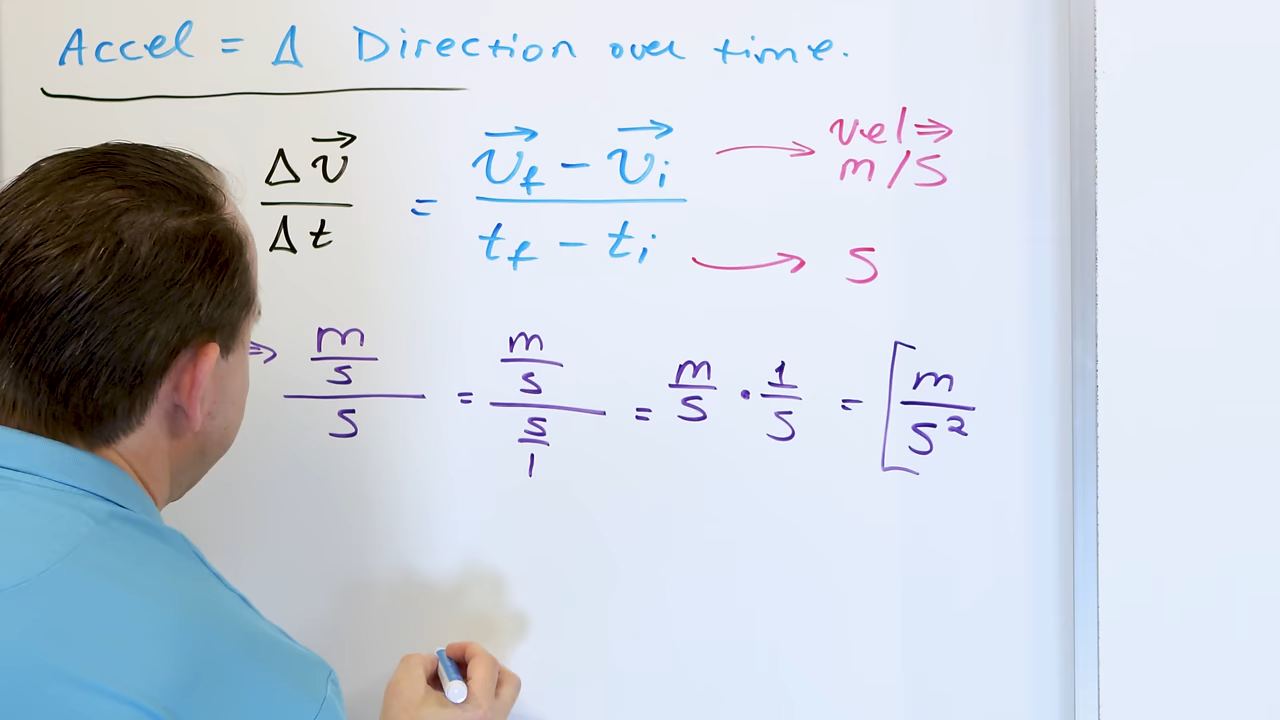 Accel = Δ Direction over time.
Δv⃗/Δt = (v⃗f - v⃗i)/(tf - ti) → vel ⇒ m/s
→ s
⇒ (m/s)/s = (m/s)/(s/1) = m/s · 1/s = [m/s²